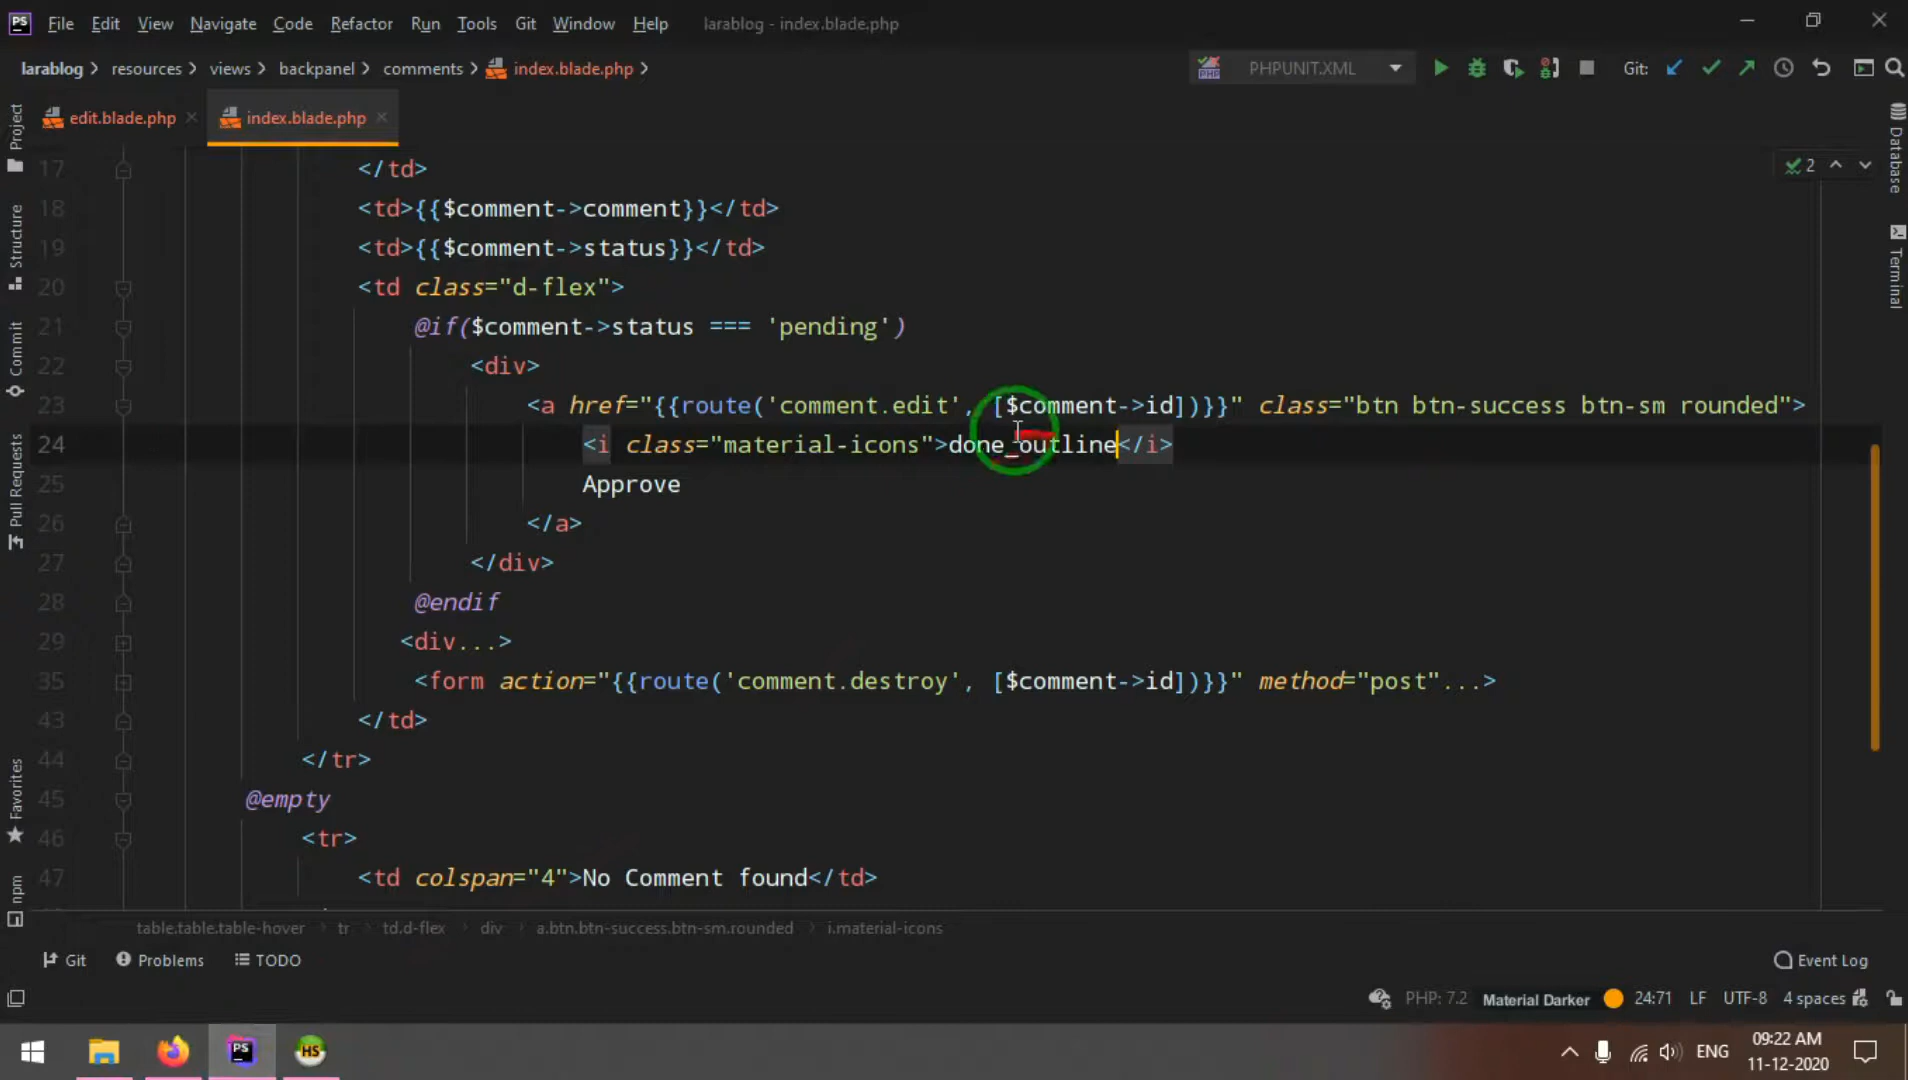 PS File Edit View Navigate Code Refactor Run Tools Git Window Help larablog - index.blade.php
larablog > resources > views > backpanel > comments > index.blade.php > PHP PHPUNIT.XML Git:
edit.blade.php index.blade.php
Project
Structure
Commit
Pull Requests
Favorites
npm
Database
Terminal
2
17 </td>
18 <td>{{$comment->comment}}</td>
19 <td>{{$comment->status}}</td>
20 <td class="d-flex">
21 @if($comment->status === 'pending')
22 <div>
23 <a href="{{route('comment.edit', [$comment->id])}}" class="btn btn-success btn-sm rounded">
24 <i class="material-icons">done_outline</i>
25 Approve
26 </a>
27 </div>
28 @endif
29 <div...>
35 <form action="{{route('comment.destroy', [$comment->id])}}" method="post"...>
43 </td>
44 </tr>
45 @empty
46 <tr>
47 <td colspan="4">No Comment found</td>
table.table.table-hover › tr › td.d-flex › div › a.btn.btn-success.btn-sm.rounded › i.material-icons
Git Problems TODO Event Log
PHP: 7.2 Material Darker 24:71 LF UTF-8 4 spaces
PS HS ENG 09:22 AM
11-12-2020